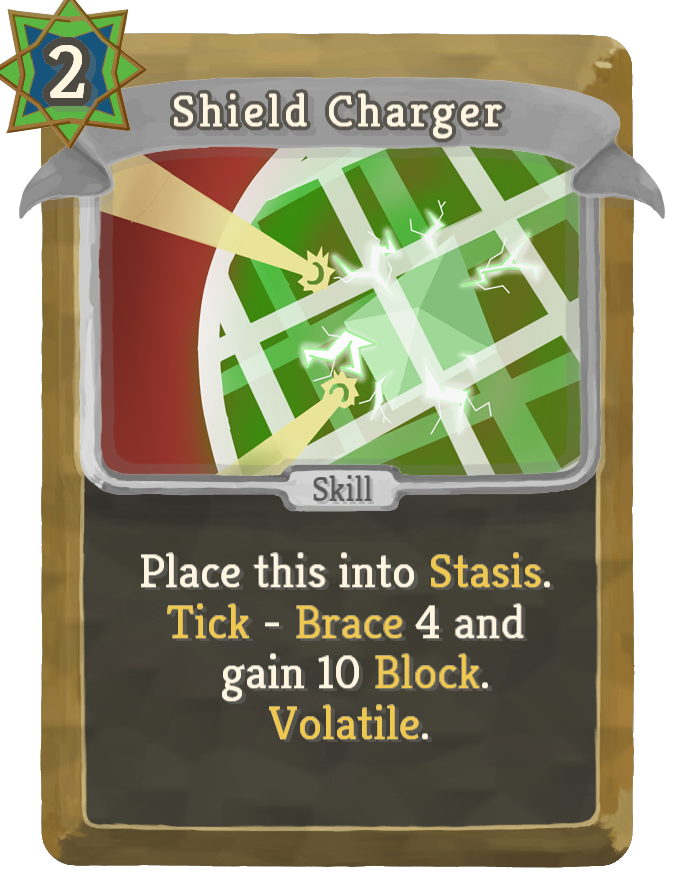 2
Shield Charger
Skill
Place this into Stasis.
Tick - Brace 4 and
gain 10 Block.
Volatile.